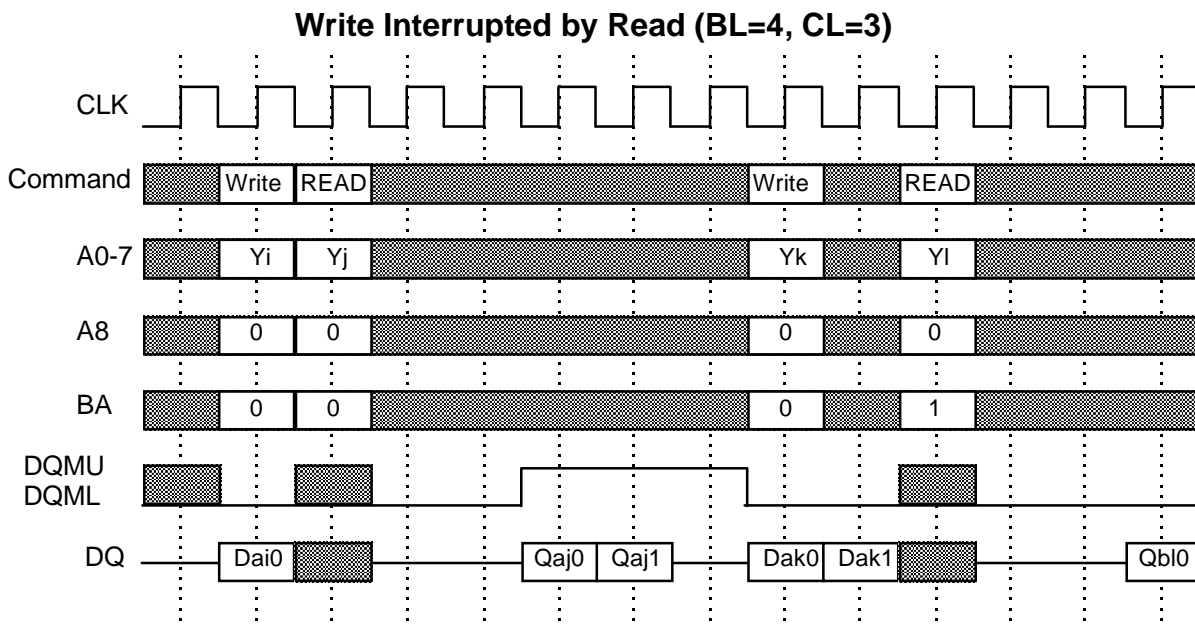 Write Interrupted by Read (BL=4, CL=3)
CLK
Command Write READ Write READ
A0-7 Yi Yj Yk Yl
A8 0 0 0 0
BA 0 0 0 1
DQMU
DQML
DQ Dai0 Qaj0 Qaj1 Dak0 Dak1 Qbl0